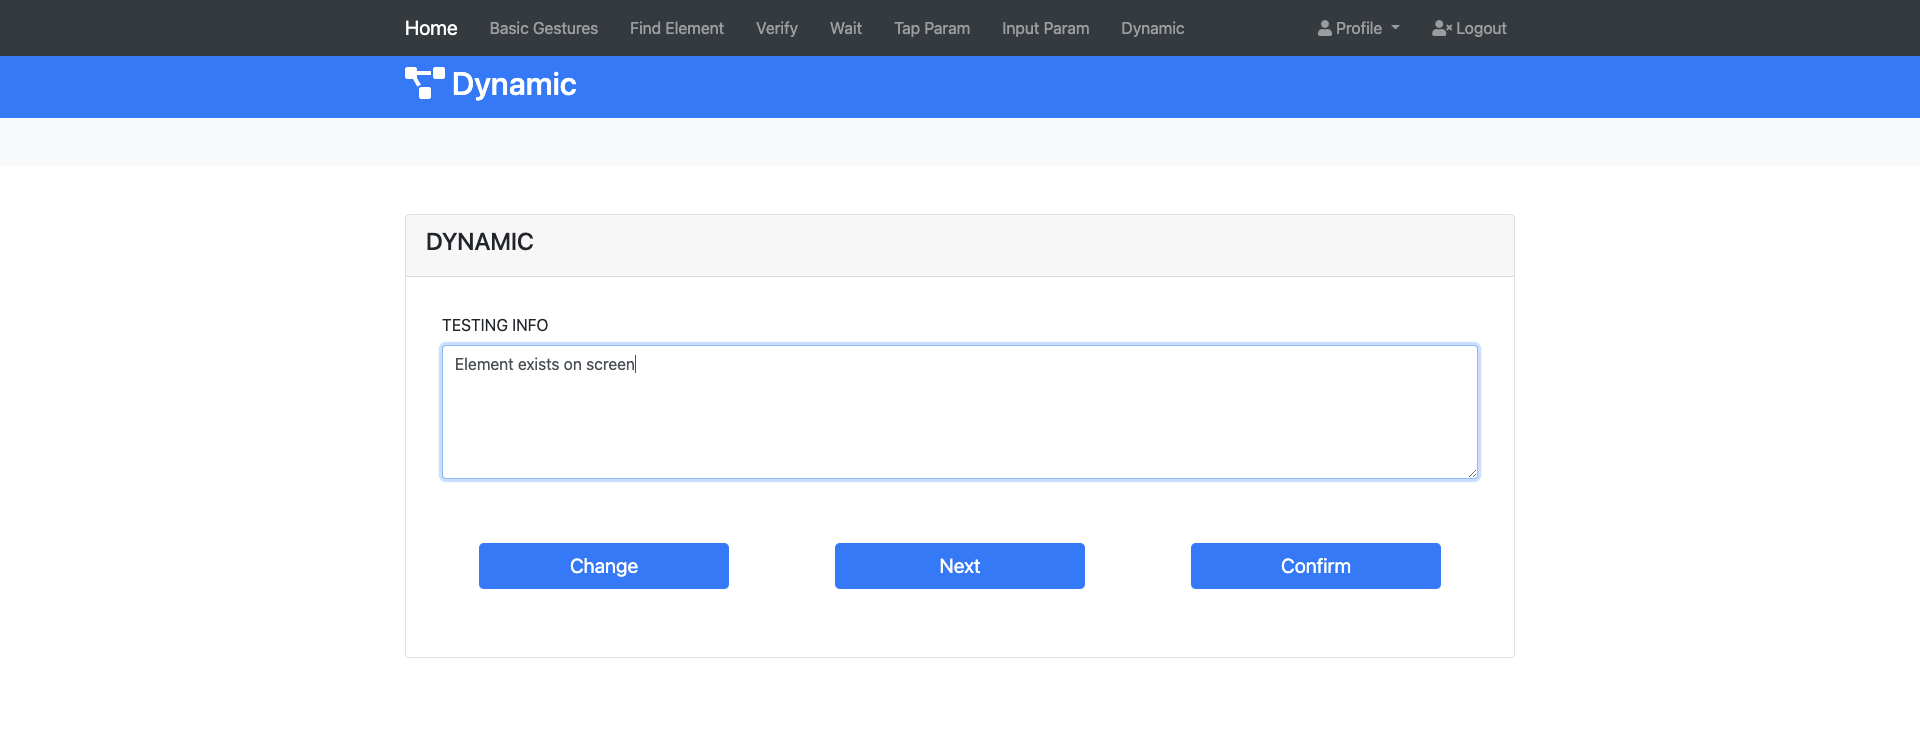 Home Basic Gestures Find Element Verify Wait Tap Param Input Param Dynamic Profile Logout
Dynamic
DYNAMIC
TESTING INFO
Element exists on screen
Change Next Confirm